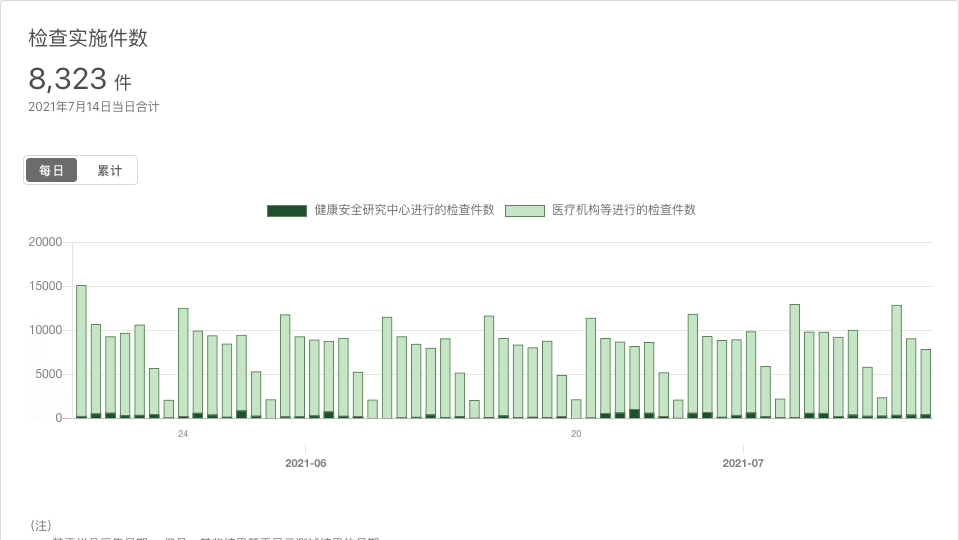 检查实施件数
8,323 件
2021年7月14日当日合计
每日 累计
健康安全研究中心进行的检查件数 医疗机构等进行的检查件数
20000
15000
10000
5000
0
24 20
2021-06 2021-07
(注)